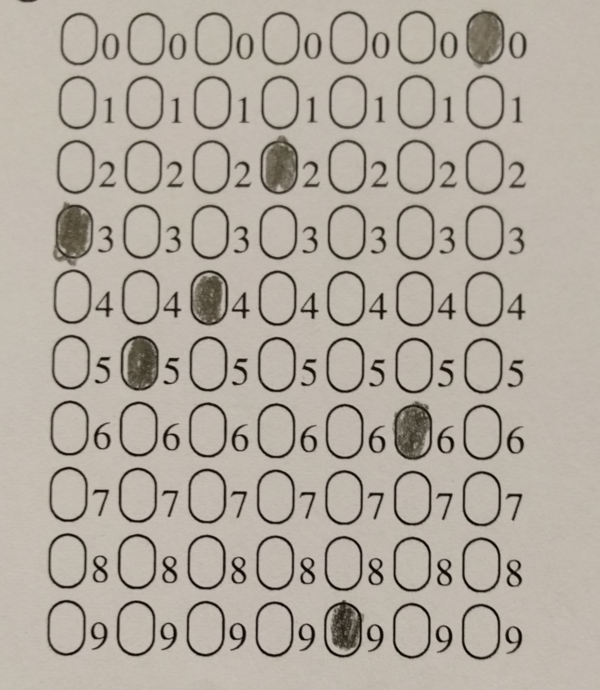 0 0 0 0 0 0 0
1 1 1 1 1 1 1
2 2 2 2 2 2 2
3 3 3 3 3 3 3
4 4 4 4 4 4 4
5 5 5 5 5 5 5
6 6 6 6 6 6 6
7 7 7 7 7 7 7
8 8 8 8 8 8 8
9 9 9 9 9 9 9